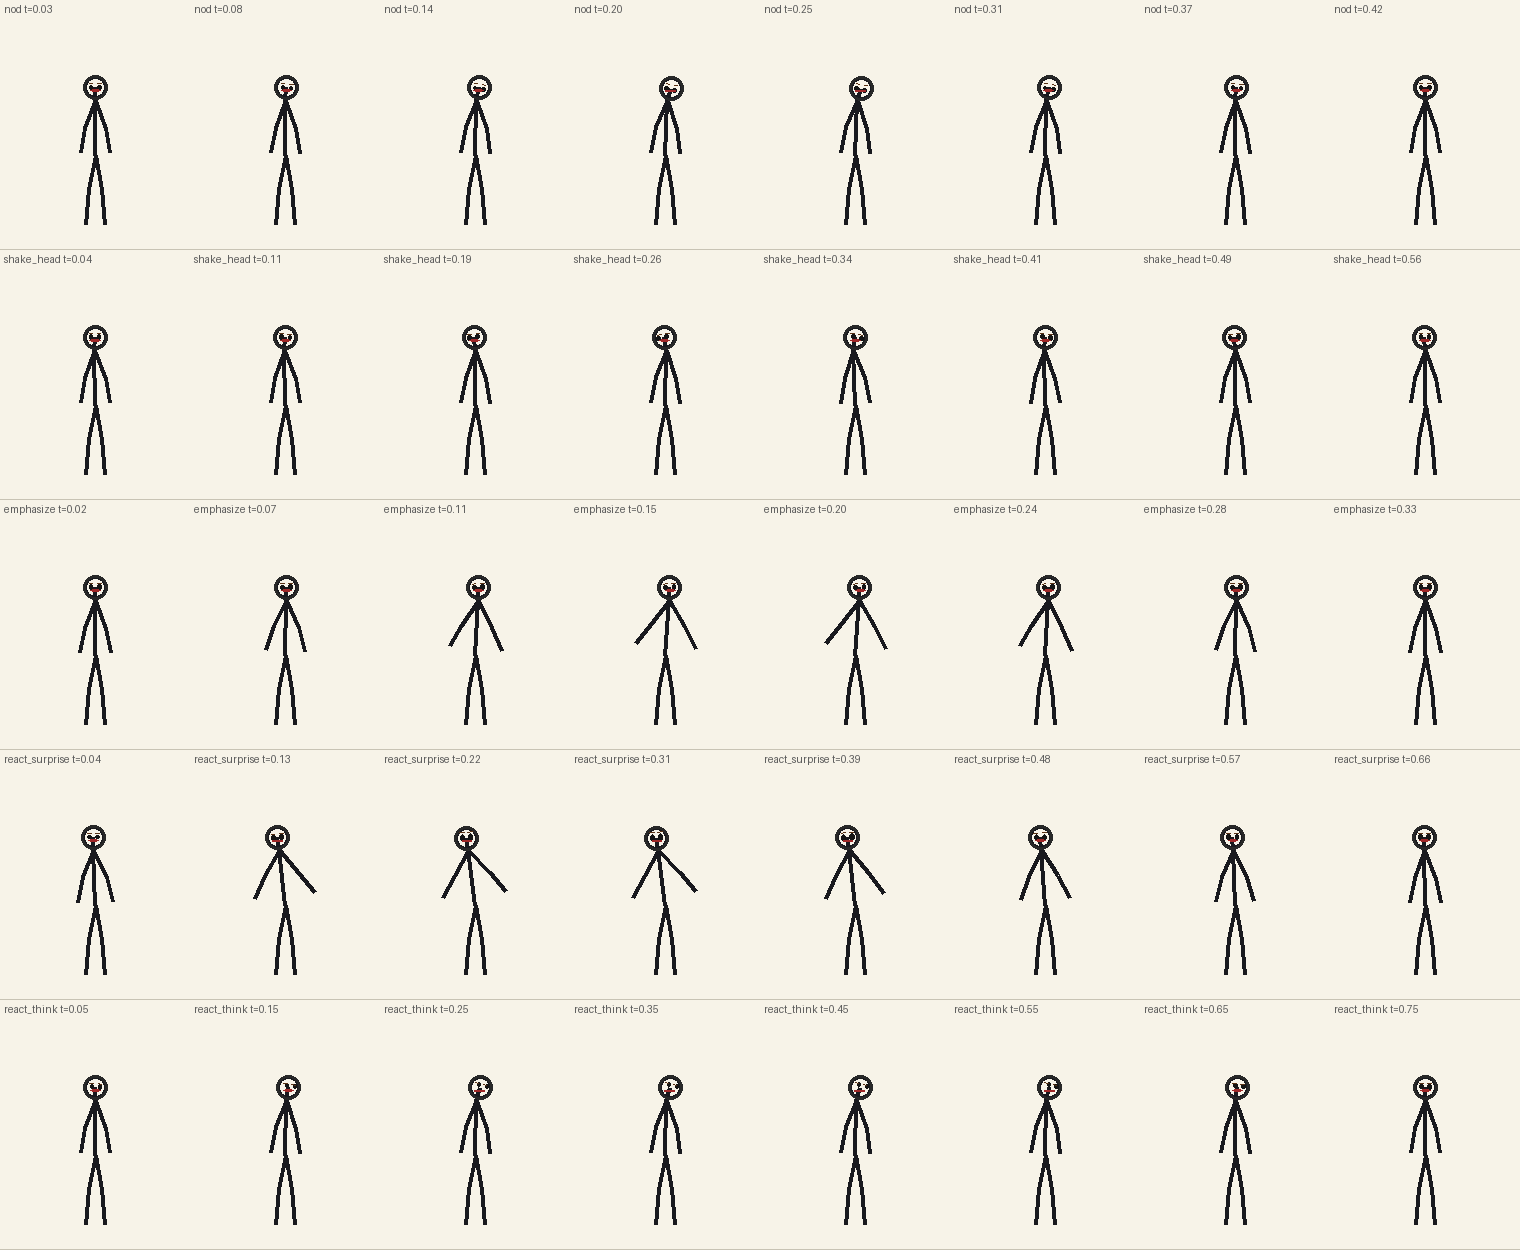 nod t=0.03 nod t=0.08 nod t=0.14 nod t=0.20 nod t=0.25 nod t=0.31 nod t=0.37 nod t=0.42
shake_head t=0.04 shake_head t=0.11 shake_head t=0.19 shake_head t=0.26 shake_head t=0.34 shake_head t=0.41 shake_head t=0.49 shake_head t=0.56
emphasize t=0.02 emphasize t=0.07 emphasize t=0.11 emphasize t=0.15 emphasize t=0.20 emphasize t=0.24 emphasize t=0.28 emphasize t=0.33
react_surprise t=0.04 react_surprise t=0.13 react_surprise t=0.22 react_surprise t=0.31 react_surprise t=0.39 react_surprise t=0.48 react_surprise t=0.57 react_surprise t=0.66
react_think t=0.05 react_think t=0.15 react_think t=0.25 react_think t=0.35 react_think t=0.45 react_think t=0.55 react_think t=0.65 react_think t=0.75